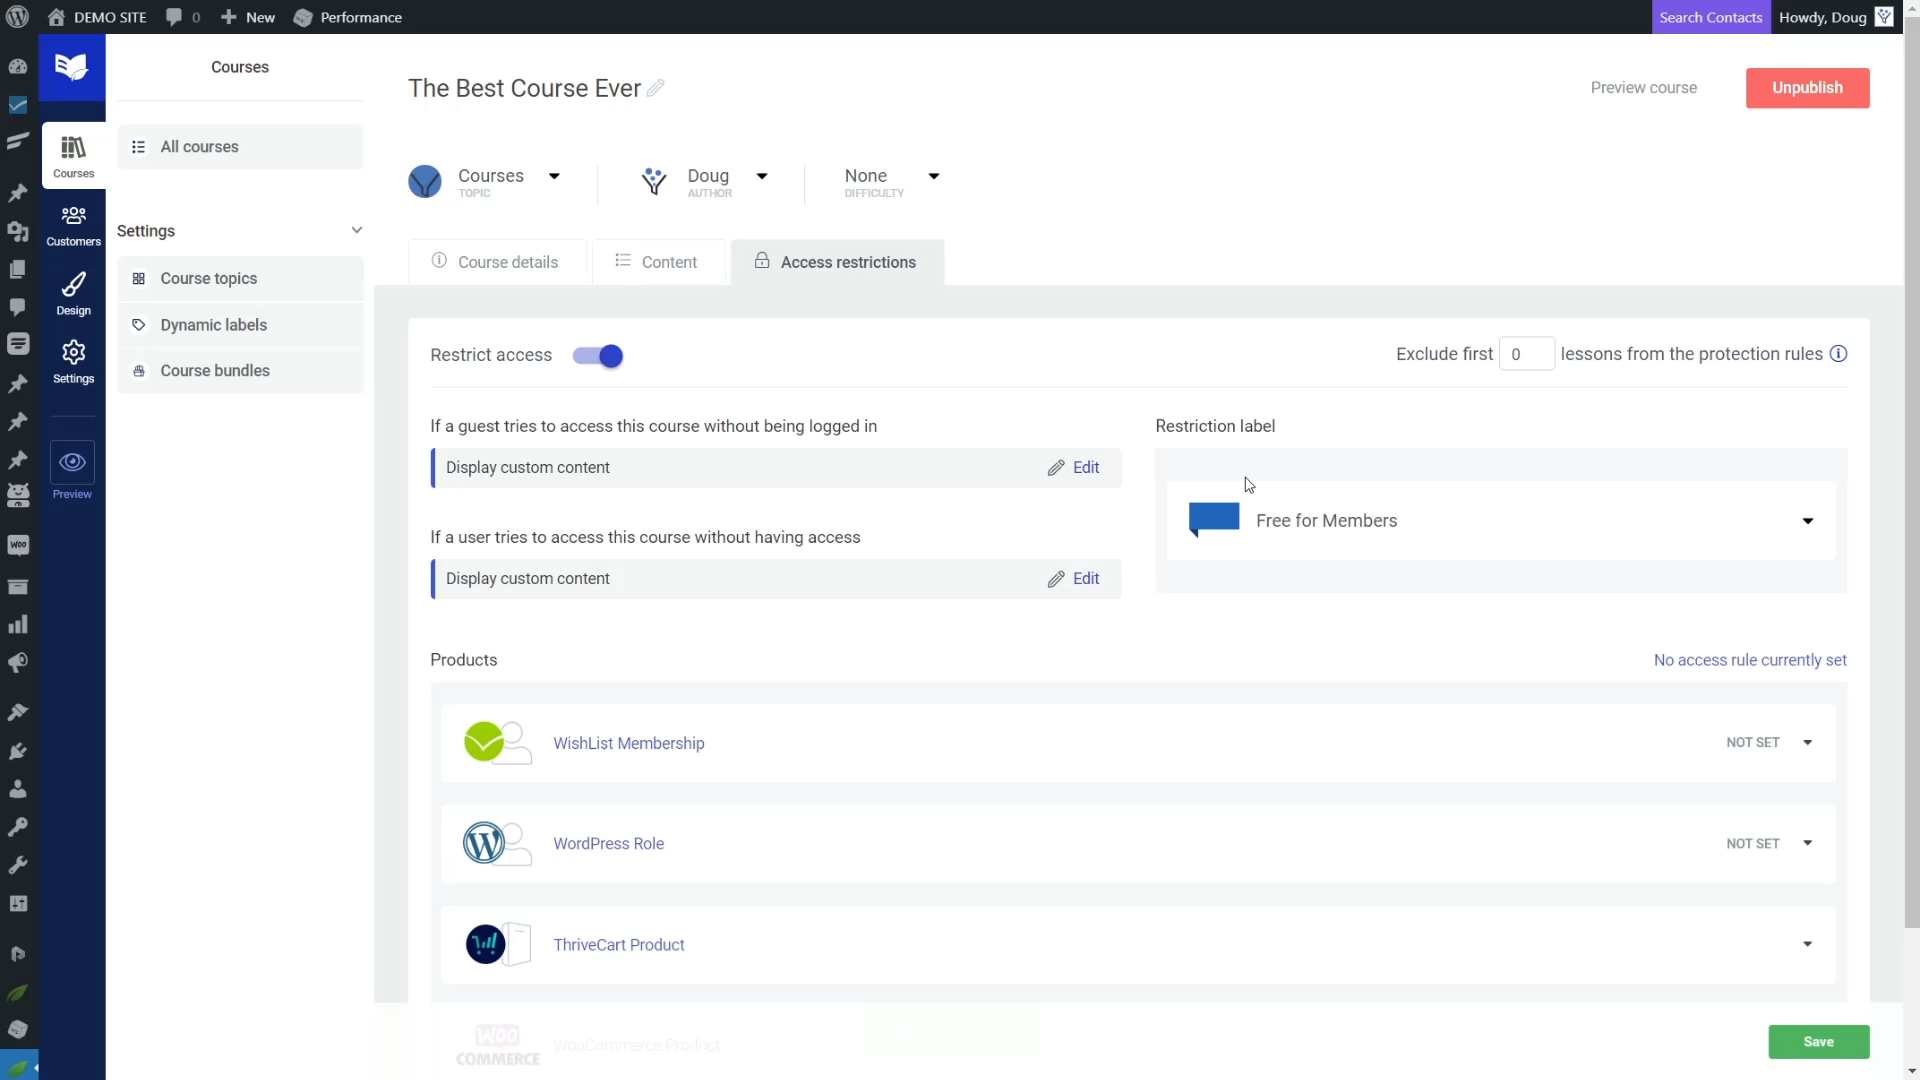 DEMO SITE 0 New Performance Search Contacts Howdy, Doug
Courses
All courses
Settings
Course topics
Dynamic labels
Course bundles
Courses
Customers
Design
Settings
Preview
The Best Course Ever
Preview course
Unpublish
Courses
TOPIC
Doug
AUTHOR
None
DIFFICULTY
Course details
Content
Access restrictions
Restrict access
Exclude first 0 lessons from the protection rules
If a guest tries to access this course without being logged in
Display custom content Edit
If a user tries to access this course without having access
Display custom content Edit
Restriction label
Free for Members
Products
No access rule currently set
WishList Membership NOT SET
WordPress Role NOT SET
ThriveCart Product
WOO
COMMERCE
WooCommerce Product
Save
Woo